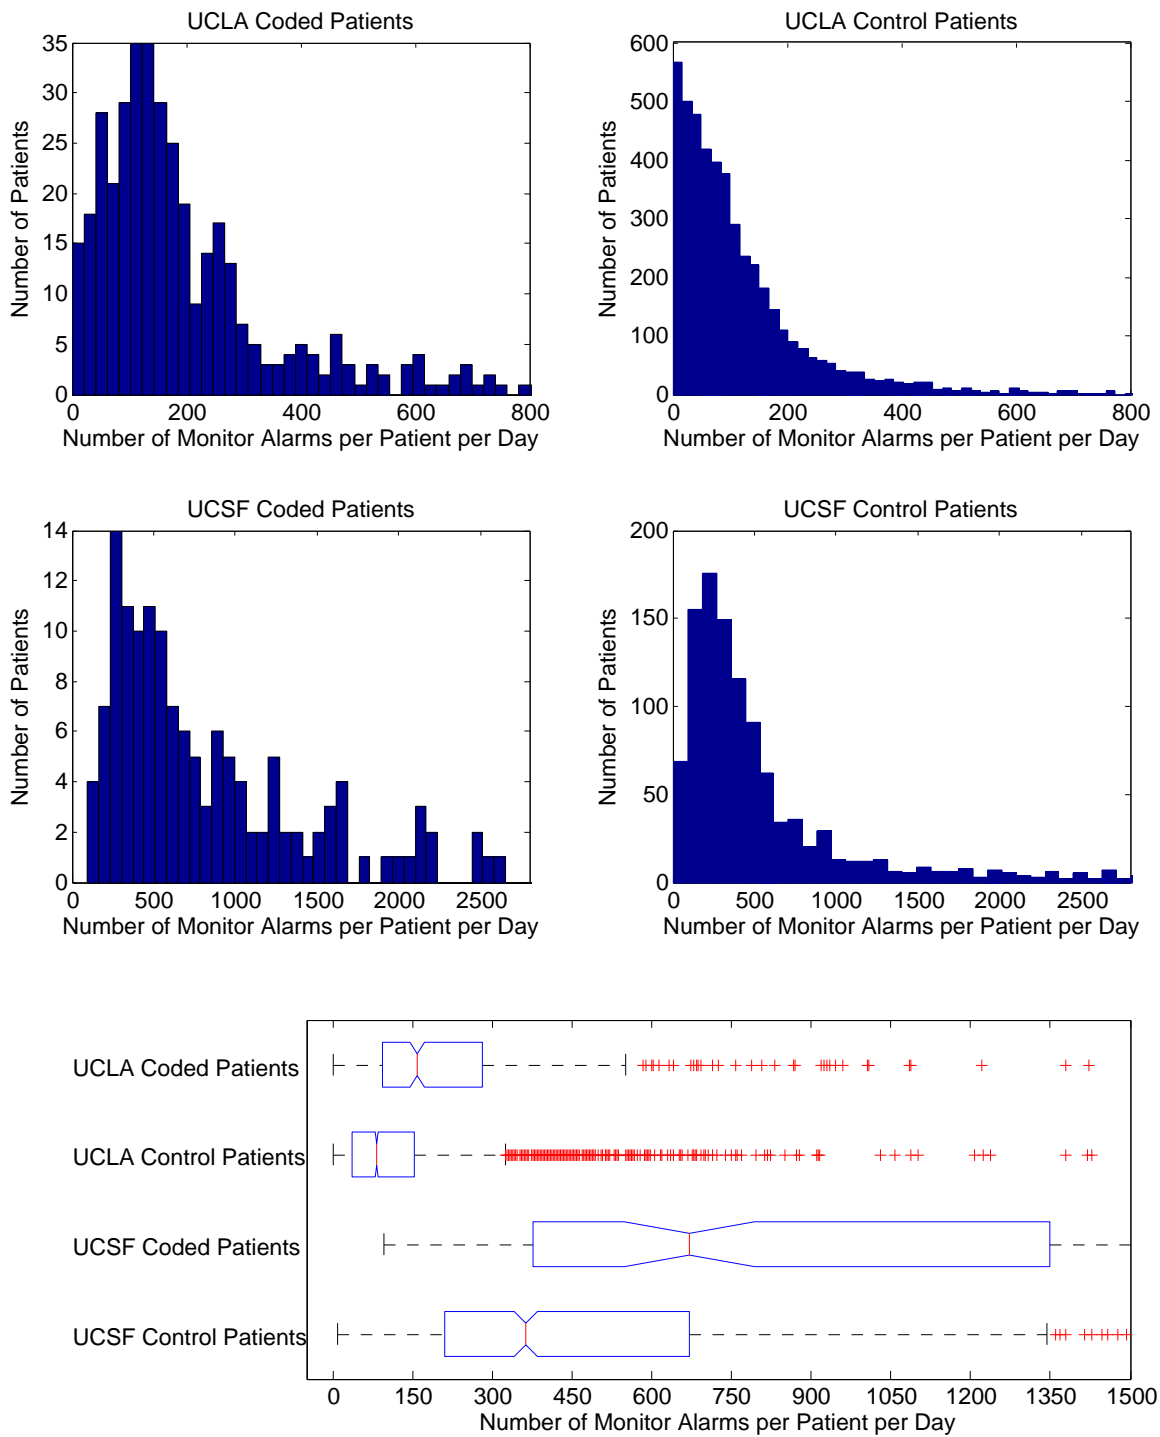 UCLA Coded Patients
Number of Patients
35
30
25
20
15
10
5
0
0 200 400 600 800
Number of Monitor Alarms per Patient per Day
UCLA Control Patients
Number of Patients
600
500
400
300
200
100
0
0 200 400 600 800
Number of Monitor Alarms per Patient per Day
UCSF Coded Patients
Number of Patients
14
12
10
8
6
4
2
0
500 1000 1500 2000 2500
Number of Monitor Alarms per Patient per Day
UCSF Control Patients
Number of Patients
200
150
100
50
0
500 1000 1500 2000 2500
Number of Monitor Alarms per Patient per Day
UCLA Coded Patients
UCLA Control Patients
UCSF Coded Patients
UCSF Control Patients
0 150 300 450 600 750 900 1050 1200 1350 1500
Number of Monitor Alarms per Patient per Day